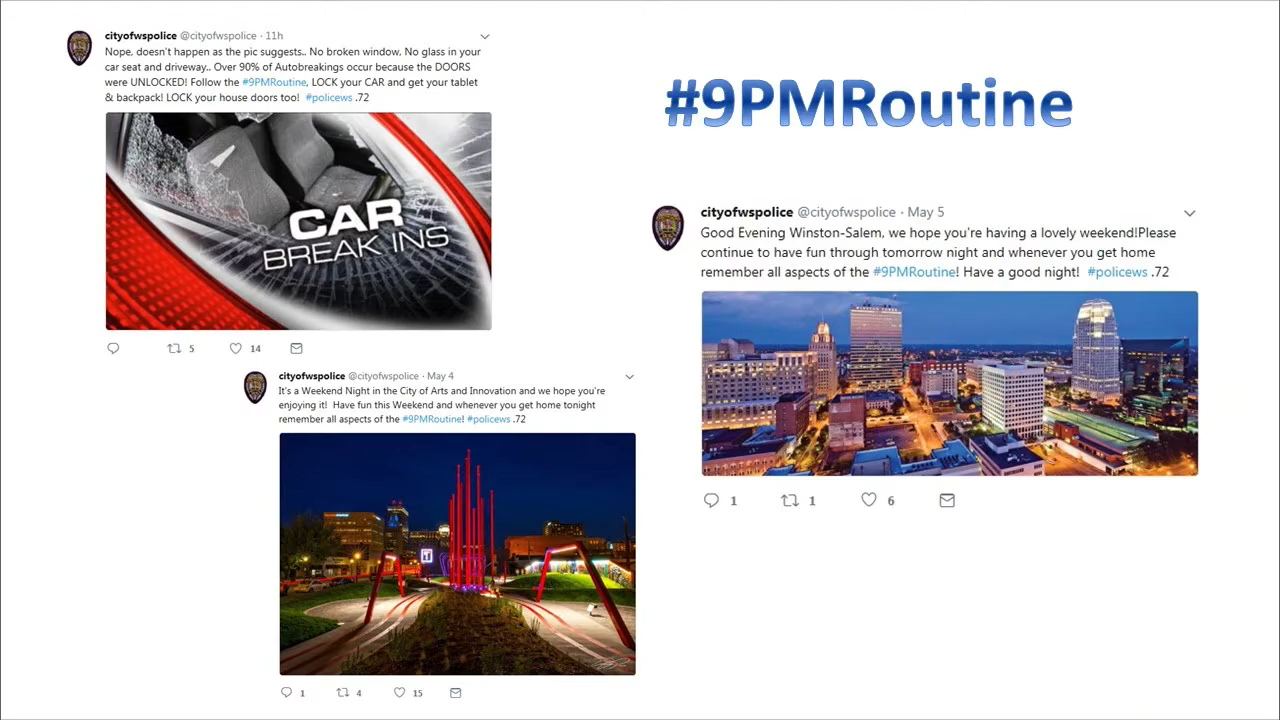 cityofwspolice @cityofwspolice · 11h
Nope, doesn't happen as the pic suggests.. No broken window, No glass in your
car seat and driveway.. Over 90% of Autobreakings occur because the DOORS
were UNLOCKED! Follow the #9PMRoutine, LOCK your CAR and get your tablet
& backpack! LOCK your house doors too!  #policews .72
CAR
BREAK INS
5 14
#9PMRoutine
cityofwspolice @cityofwspolice · May 5
Good Evening Winston-Salem, we hope you're having a lovely weekend!Please
continue to have fun through tomorrow night and whenever you get home
remember all aspects of the #9PMRoutine! Have a good night!  #policews .72
1 1 6
cityofwspolice @cityofwspolice · May 4
It's a Weekend Night in the City of Arts and Innovation and we hope you're
enjoying it!  Have fun this Weekend and whenever you get home tonight
remember all aspects of the #9PMRoutine! #policews .72
1 4 15